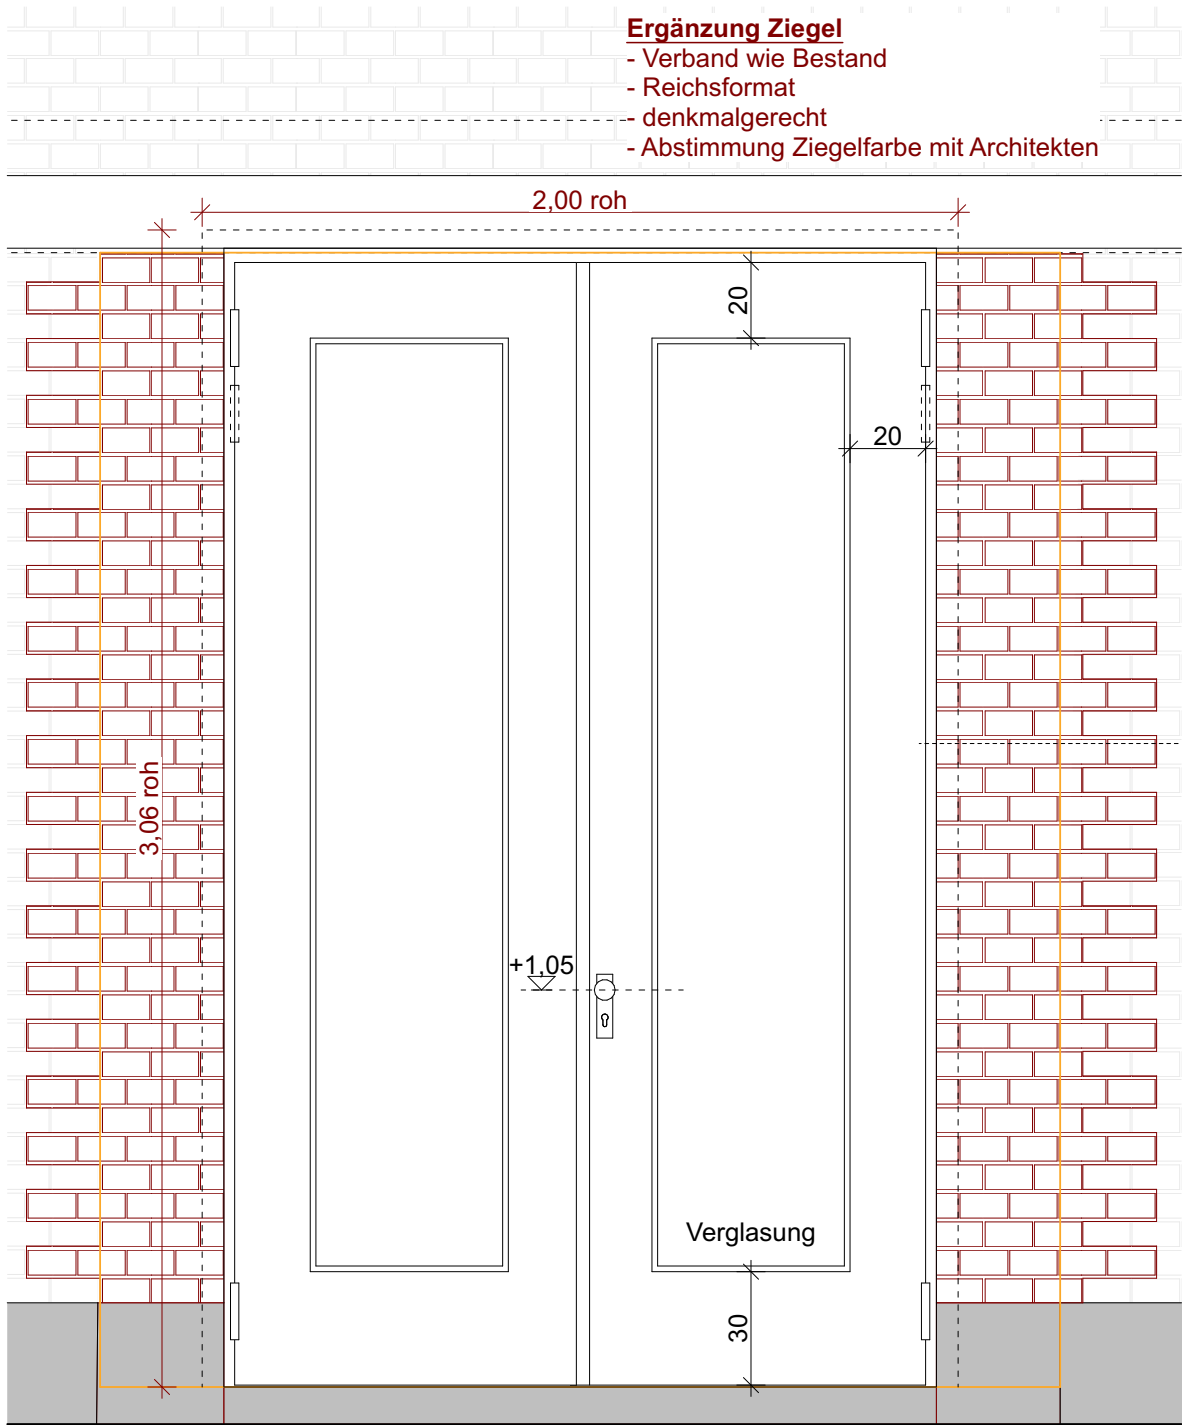 Ergänzung Ziegel
- Verband wie Bestand
- Reichsformat
- denkmalgerecht
- Abstimmung Ziegelfarbe mit Architekten
2,00 roh
20
20
3,06 roh
+1,05
Verglasung
30